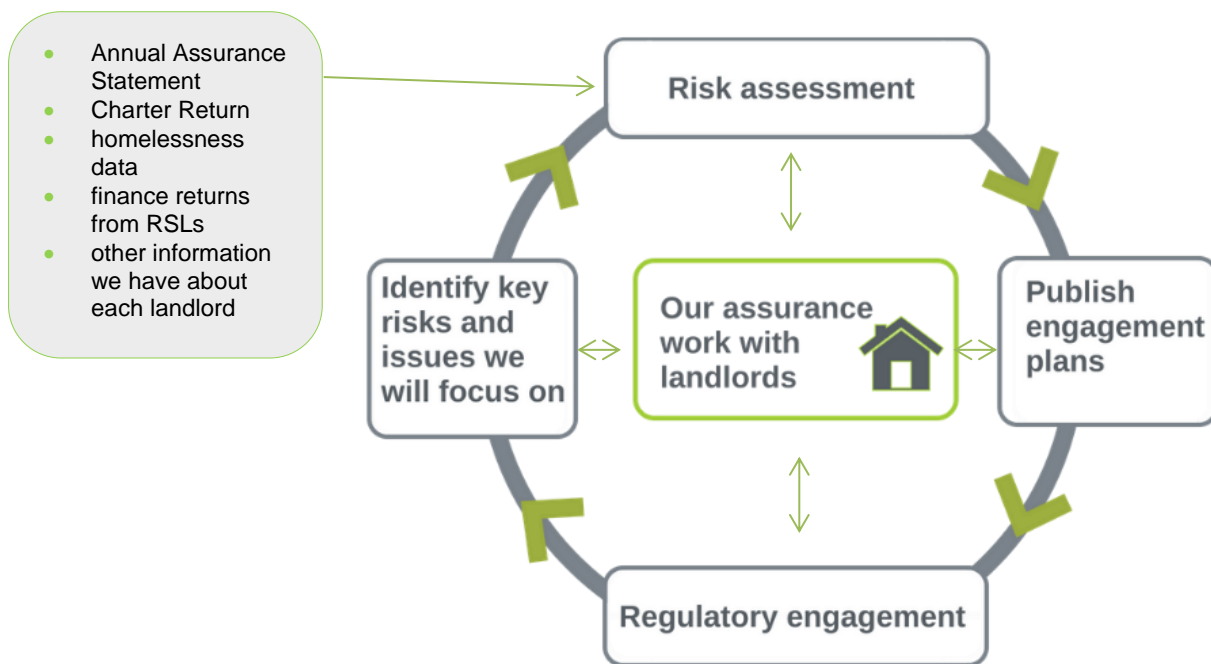 Annual Assurance
Statement
Charter Return
homelessness
data
finance returns
from RSLs
other information
we have about
each landlord
Risk assessment
Identify key
risks and
issues we
will focus on
Our assurance
work with
landlords
Publish
engagement
plans
Regulatory engagement